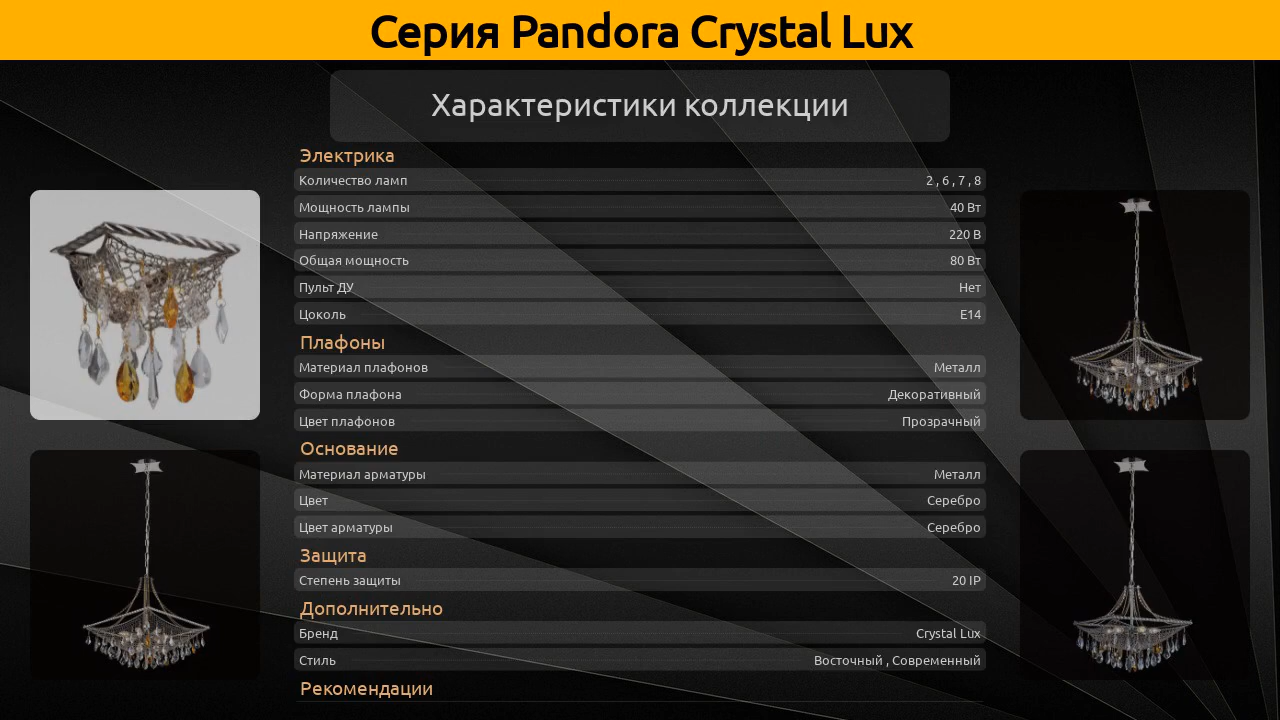 Серия Pandora Crystal Lux
Характеристики коллекции
Электрика
Количество ламп 2 , 6 , 7 , 8
Мощность лампы 40 Вт
Напряжение 220 В
Общая мощность 80 Вт
Пульт ДУ Нет
Цоколь E14
Плафоны
Материал плафонов Металл
Форма плафона Декоративный
Цвет плафонов Прозрачный
Основание
Материал арматуры Металл
Цвет Серебро
Цвет арматуры Серебро
Защита
Степень защиты 20 IP
Дополнительно
Бренд Crystal Lux
Стиль Восточный , Современный
Рекомендации